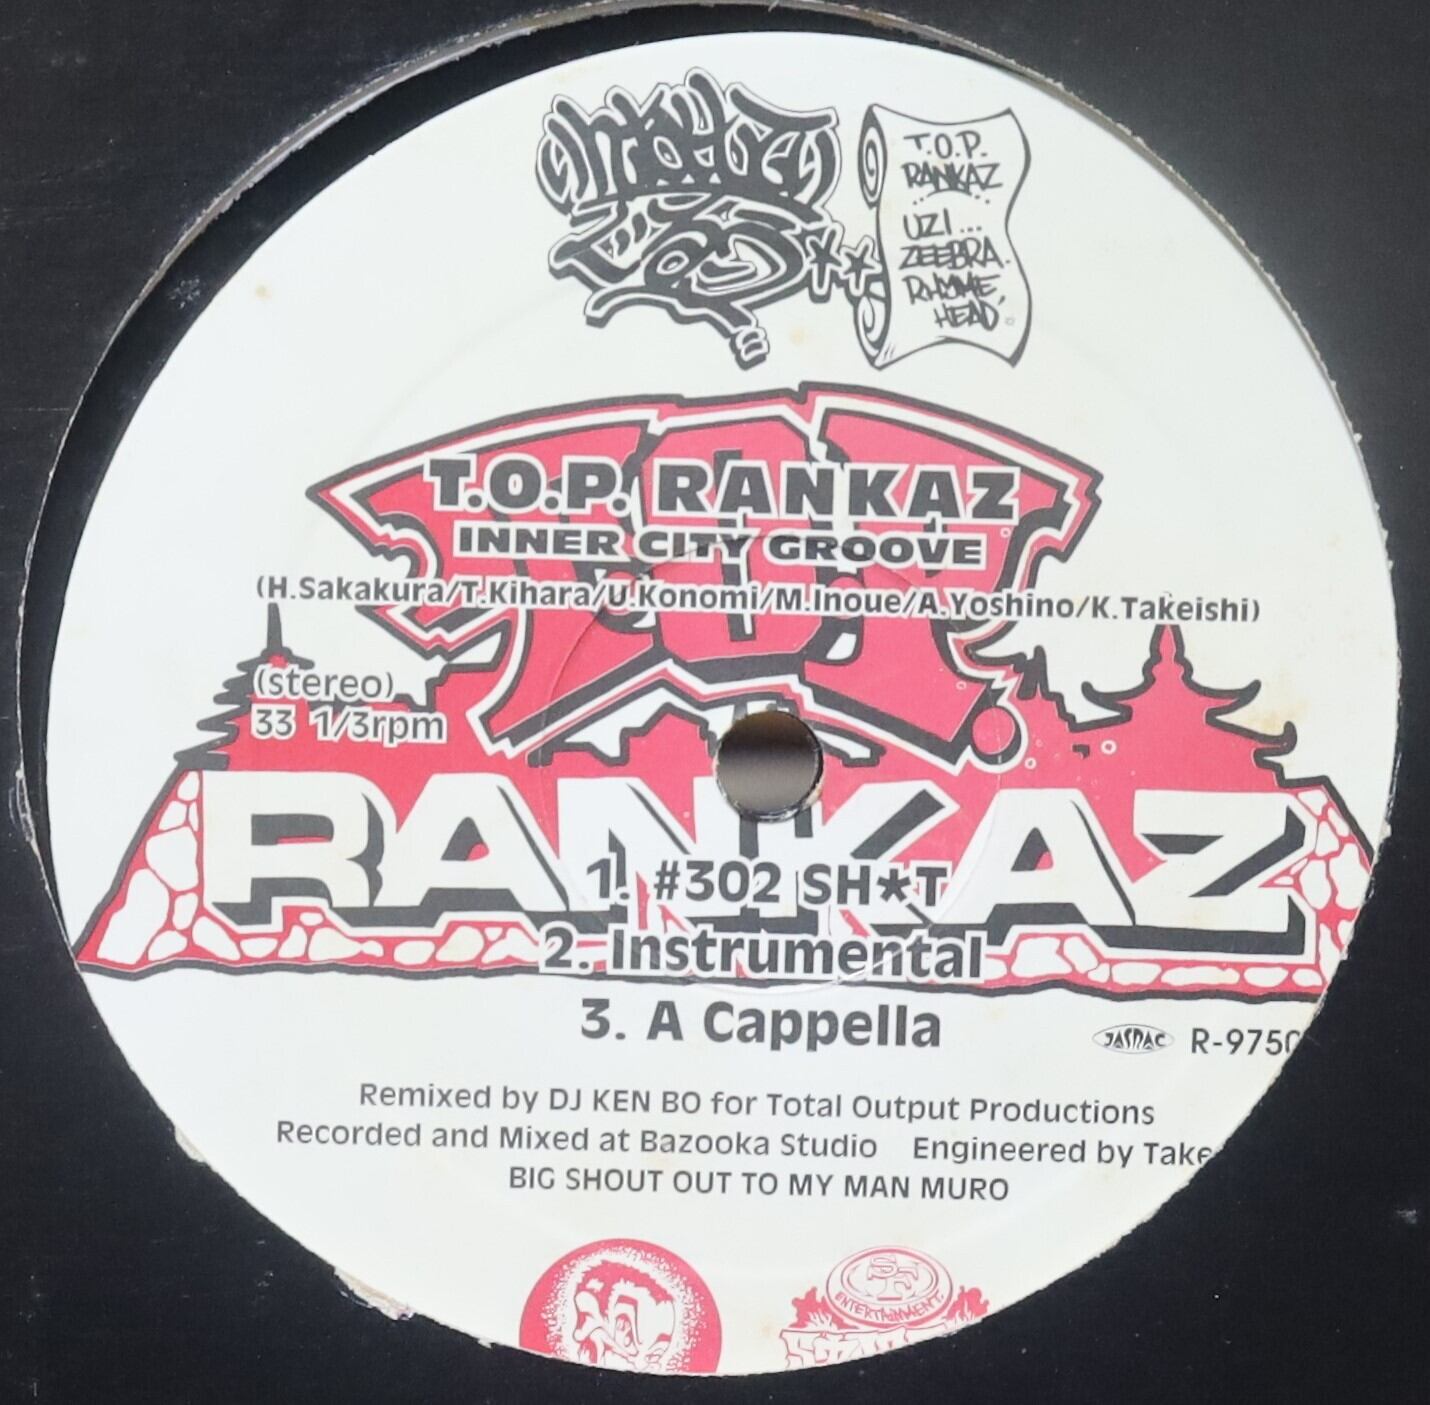 T.O.P.
RANKAZ
UZI...
ZEEBRA.
RHYME,
HEAD.
T.O.P. RANKAZ
INNER CITY GROOVE
(H.Sakakura/T.Kihara/U.Konomi/M.Inoue/A.Yoshino/K.Takeishi)
T.O.P.
(stereo)
33 1/3rpm
RANKAZ
1. #302 SH*T
2. Instrumental
3. A Cappella
JASRAC R-9750
Remixed by DJ KEN BO for Total Output Productions
Recorded and Mixed at Bazooka Studio Engineered by Take
BIG SHOUT OUT TO MY MAN MURO
SF
ENTERTAINMENT.